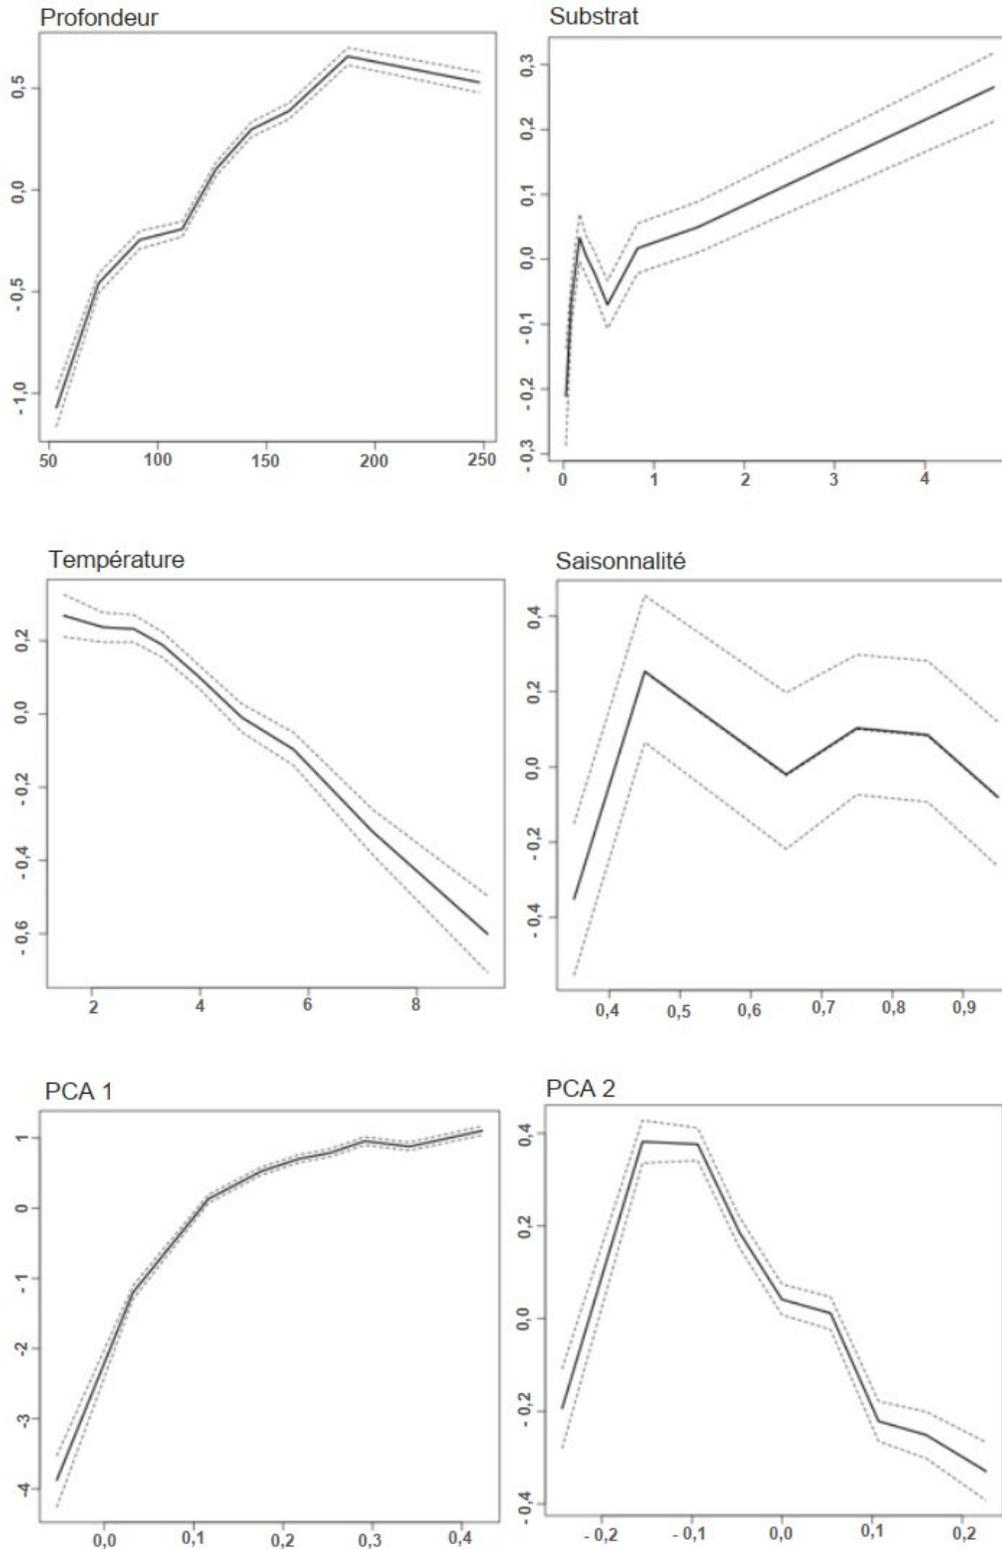 Profondeur
0,5
0,0
- 0,5
- 1,0
50 100 150 200 250
Substrat
0,3
0,2
0,1
0,0
- 0,1
- 0,2
- 0,3
0 1 2 3 4
Température
0,2
0,0
- 0,2
- 0,4
- 0,6
2 4 6 8
Saisonnalité
0,4
0,2
0,0
- 0,2
- 0,4
0,4 0,5 0,6 0,7 0,8 0,9
PCA 1
1
0
- 1
-2
-3
-4
0,0 0,1 0,2 0,3 0,4
PCA 2
0,4
0,2
0,0
- 0,2
- 0,4
- 0,2 - 0,1 0,0 0,1 0,2